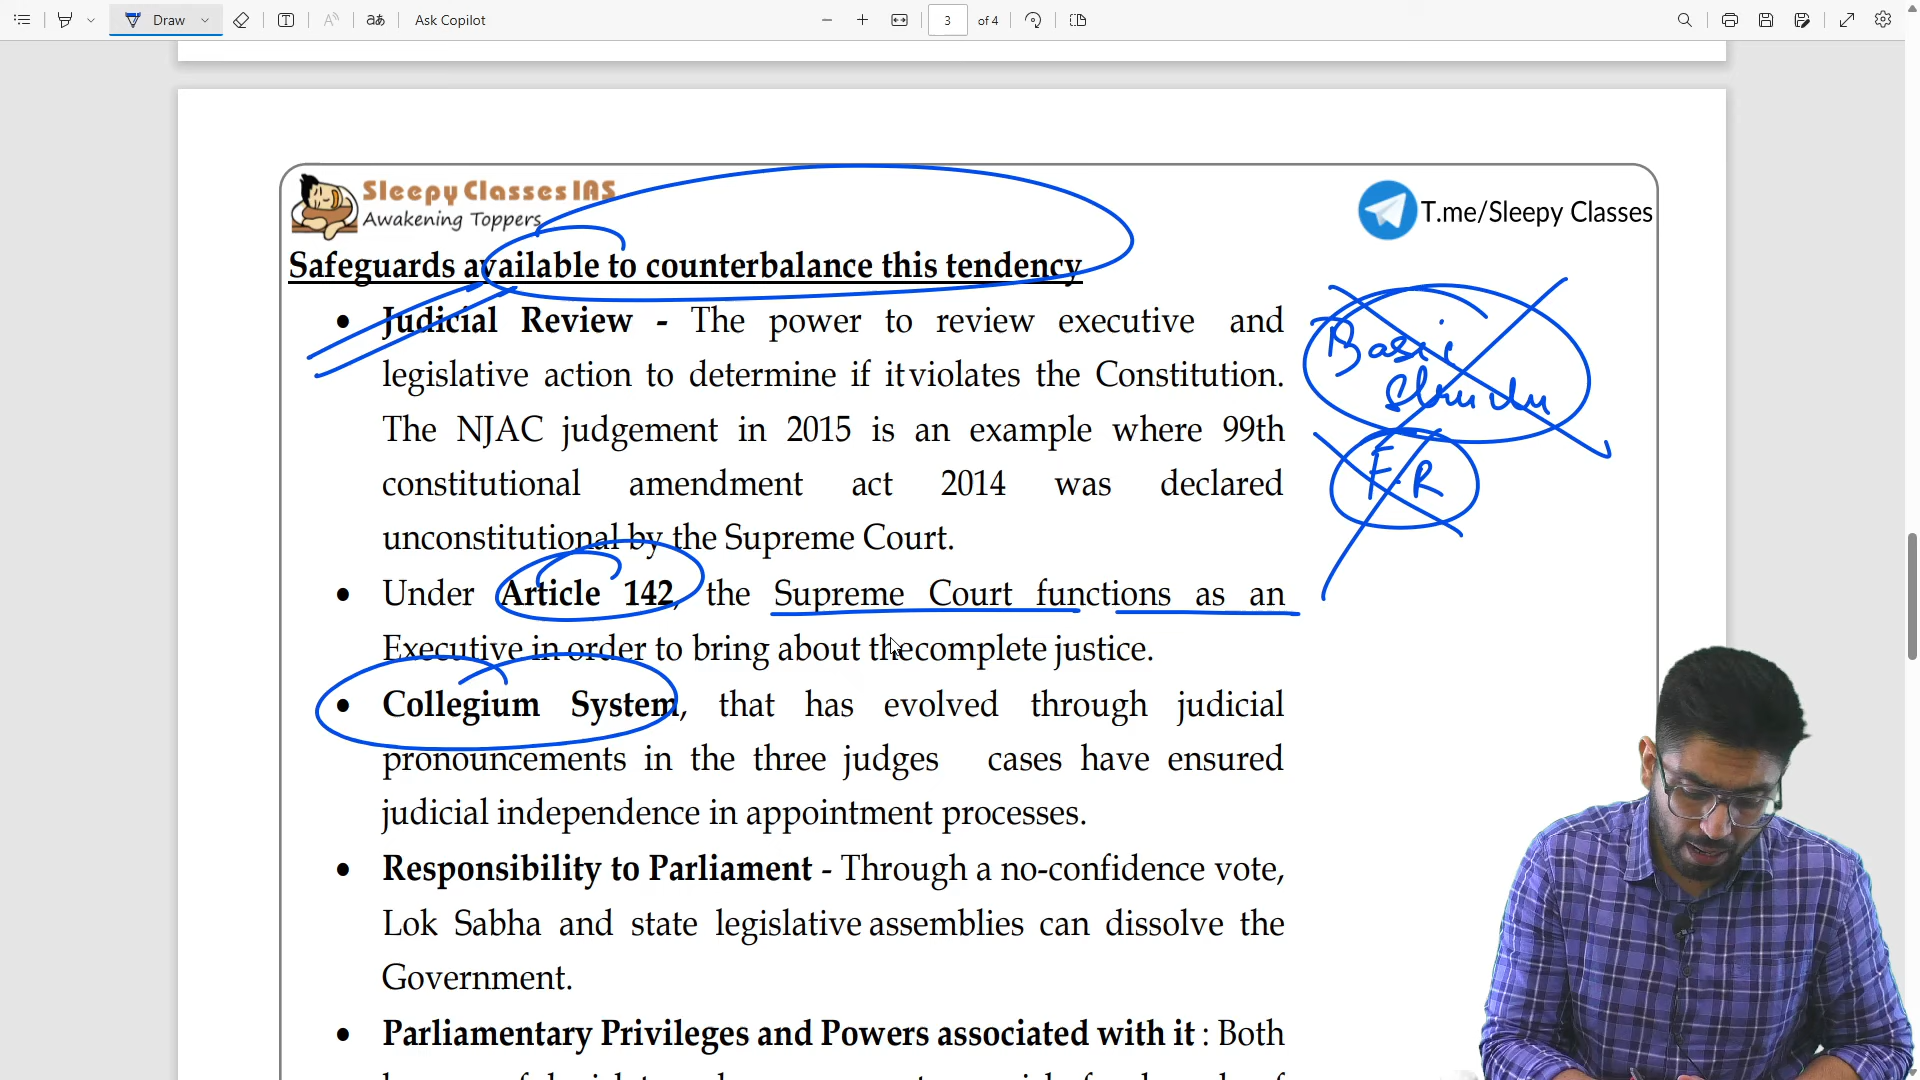 Draw
Ask Copilot
3 of 4
Sleepy Classes IAS
Awakening Toppers
T.me/Sleepy Classes
Safeguards available to counterbalance this tendency
• Judicial Review - The power to review executive and
legislative action to determine if itviolates the Constitution.
The NJAC judgement in 2015 is an example where 99th
constitutional amendment act 2014 was declared
unconstitutional by the Supreme Court.
Basic
F.R
• Under Article 142, the Supreme Court functions as an
Executive in order to bring about thecomplete justice.
• Collegium System, that has evolved through judicial
pronouncements in the three judges cases have ensured
judicial independence in appointment processes.
• Responsibility to Parliament - Through a no-confidence vote,
Lok Sabha and state legislative assemblies can dissolve the
Government.
• Parliamentary Privileges and Powers associated with it : Both